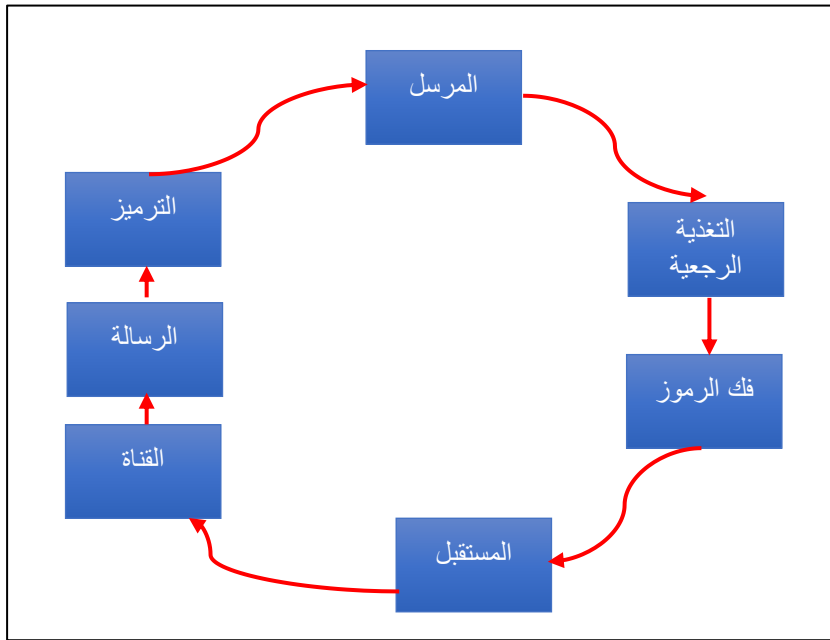 المرسل
الترميز
التغذية
الرجعية
الرسالة
فك الرموز
القناة
المستقبل